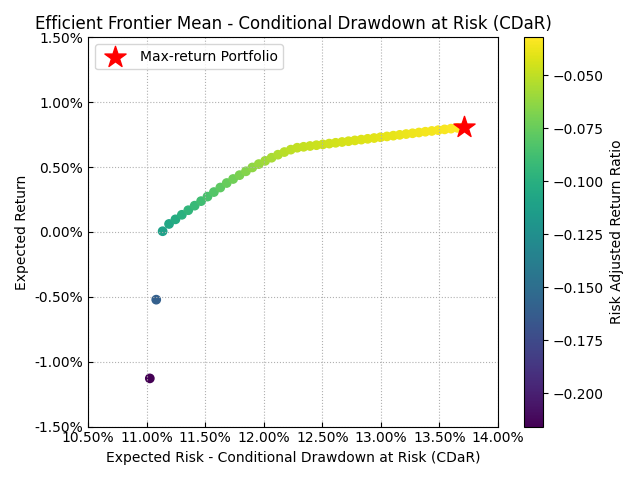 Efficient Frontier Mean - Conditional Drawdown at Risk (CDaR)
Max-return Portfolio
1.50%
1.00%
0.50%
0.00%
-0.50%
-1.00%
-1.50%
Expected Return
10.50% 11.00% 11.50% 12.00% 12.50% 13.00% 13.50% 14.00%
Expected Risk - Conditional Drawdown at Risk (CDaR)
−0.050
−0.075
−0.100
−0.125
−0.150
−0.175
−0.200
Risk Adjusted Return Ratio